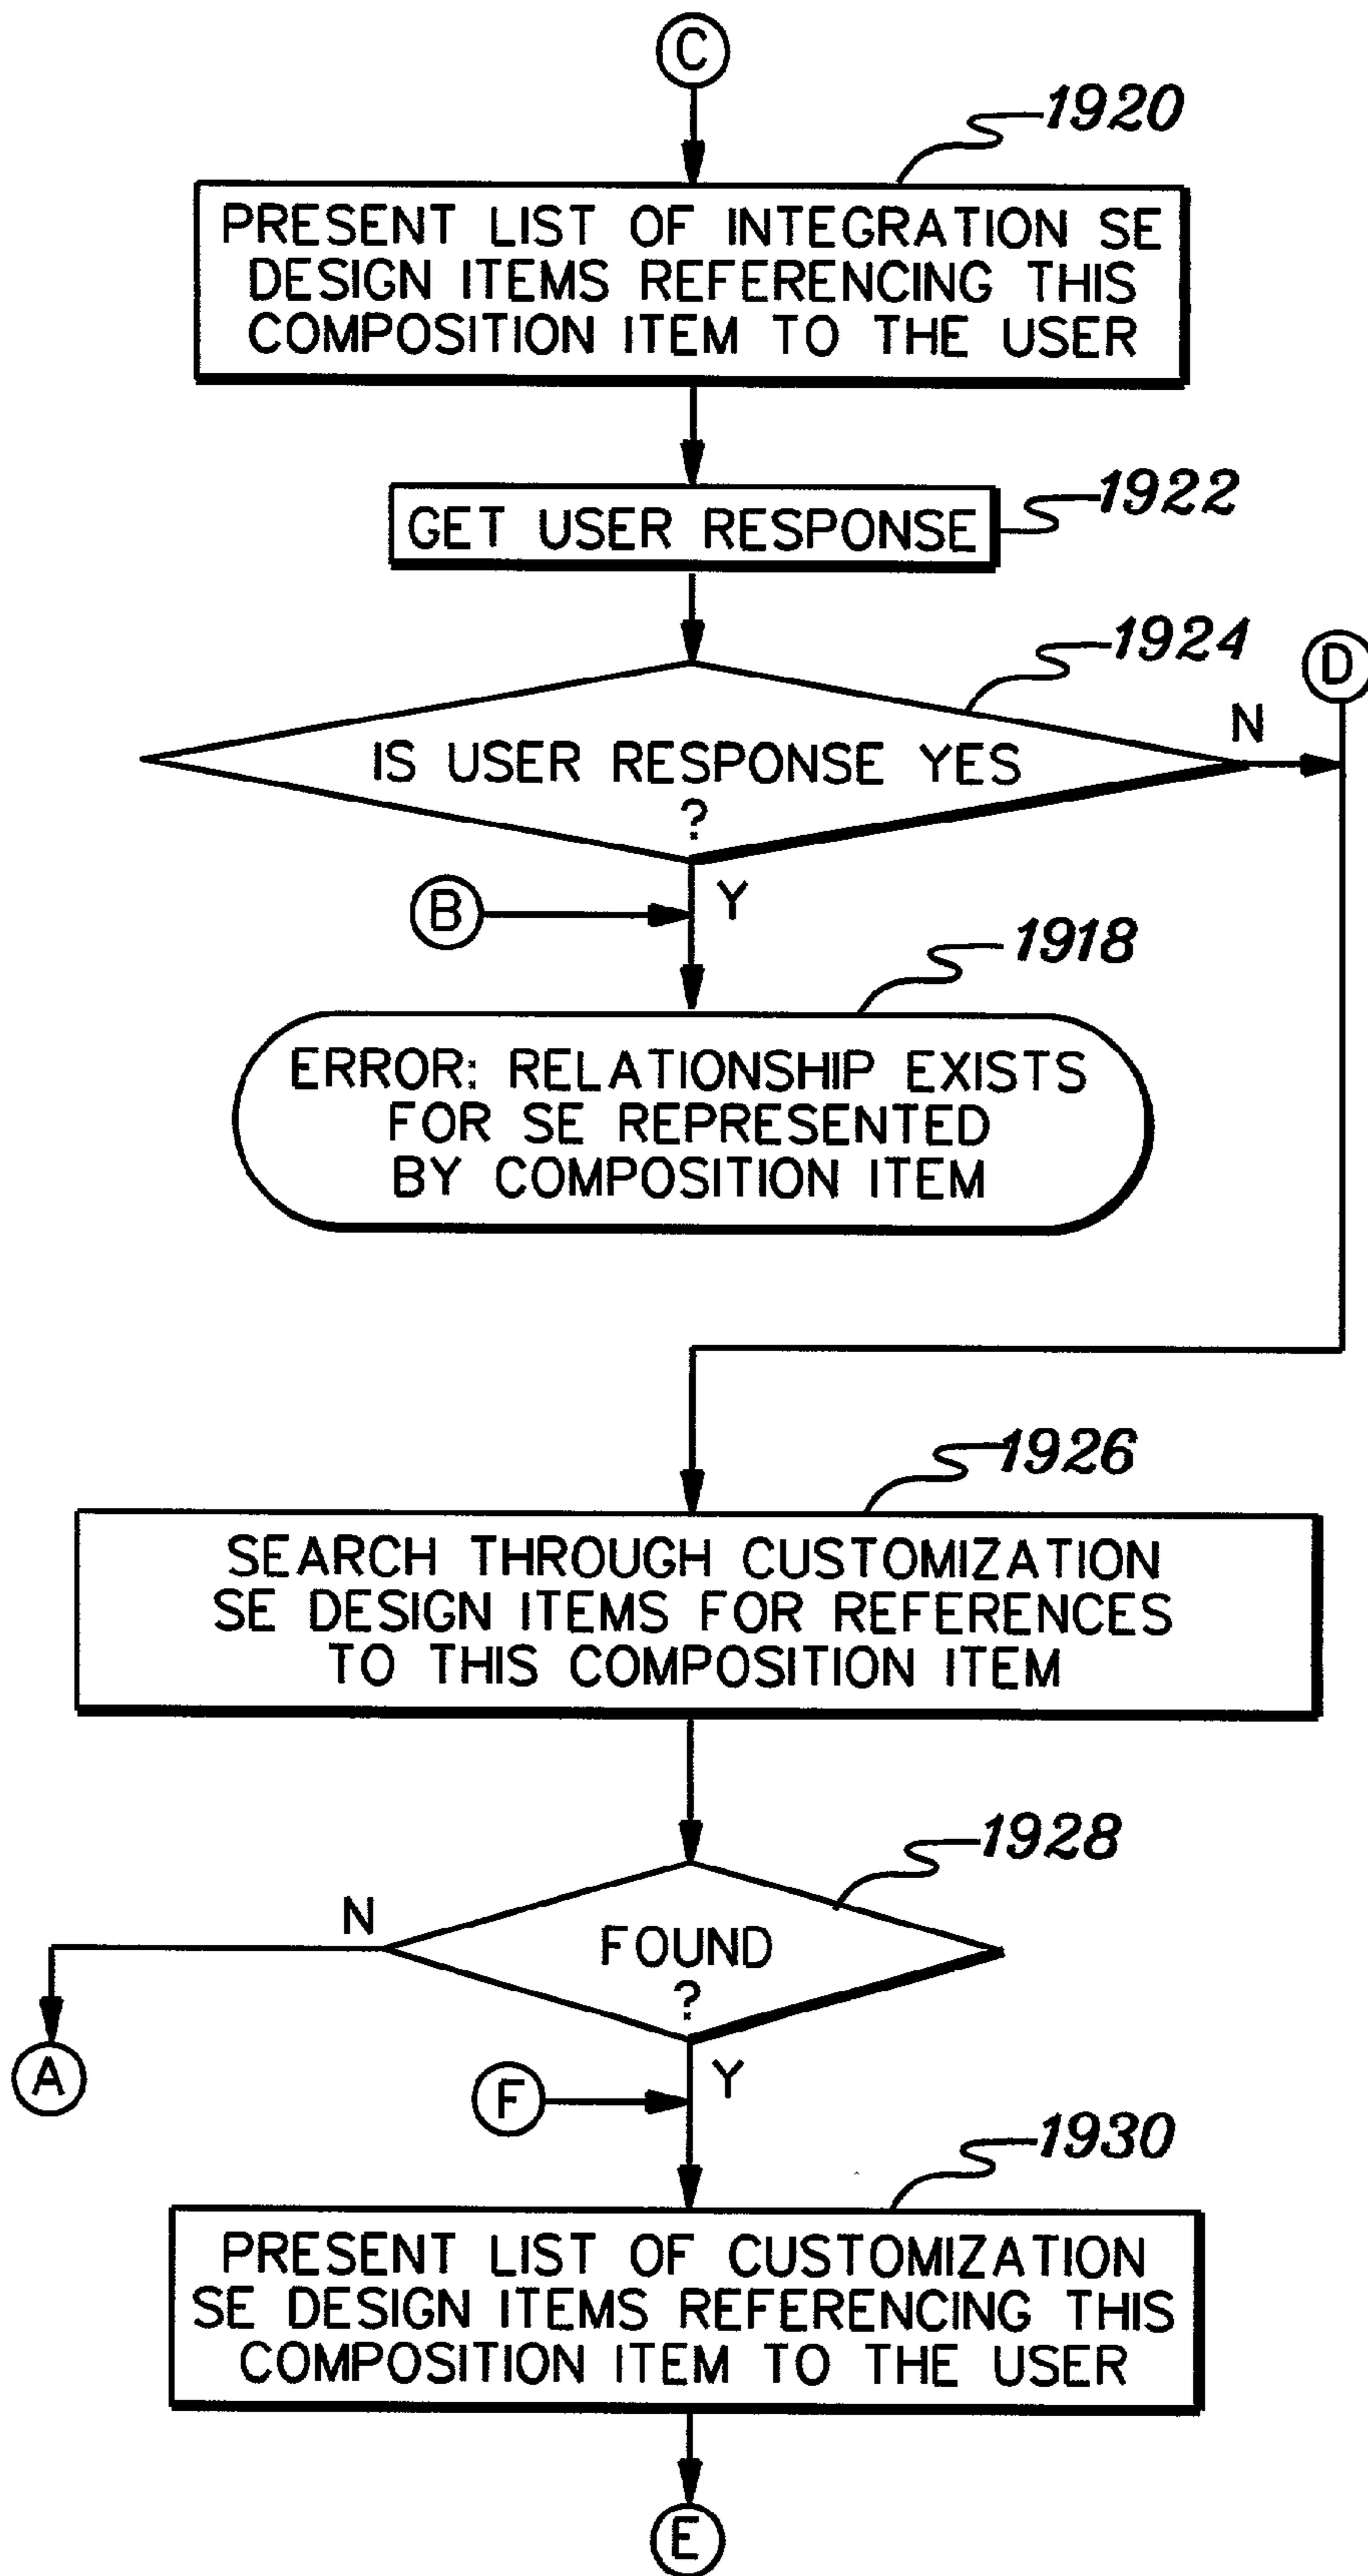 C
1920
PRESENT LIST OF INTEGRATION SE
DESIGN ITEMS REFERENCING THIS
COMPOSITION ITEM TO THE USER
1922
GET USER RESPONSE
1924
D
N
IS USER RESPONSE YES
?
B
Y
1918
ERROR: RELATIONSHIP EXISTS
FOR SE REPRESENTED
BY COMPOSITION ITEM
1926
SEARCH THROUGH CUSTOMIZATION
SE DESIGN ITEMS FOR REFERENCES
TO THIS COMPOSITION ITEM
1928
N
FOUND
?
A
F
Y
1930
PRESENT LIST OF CUSTOMIZATION
SE DESIGN ITEMS REFERENCING THIS
COMPOSITION ITEM TO THE USER
E